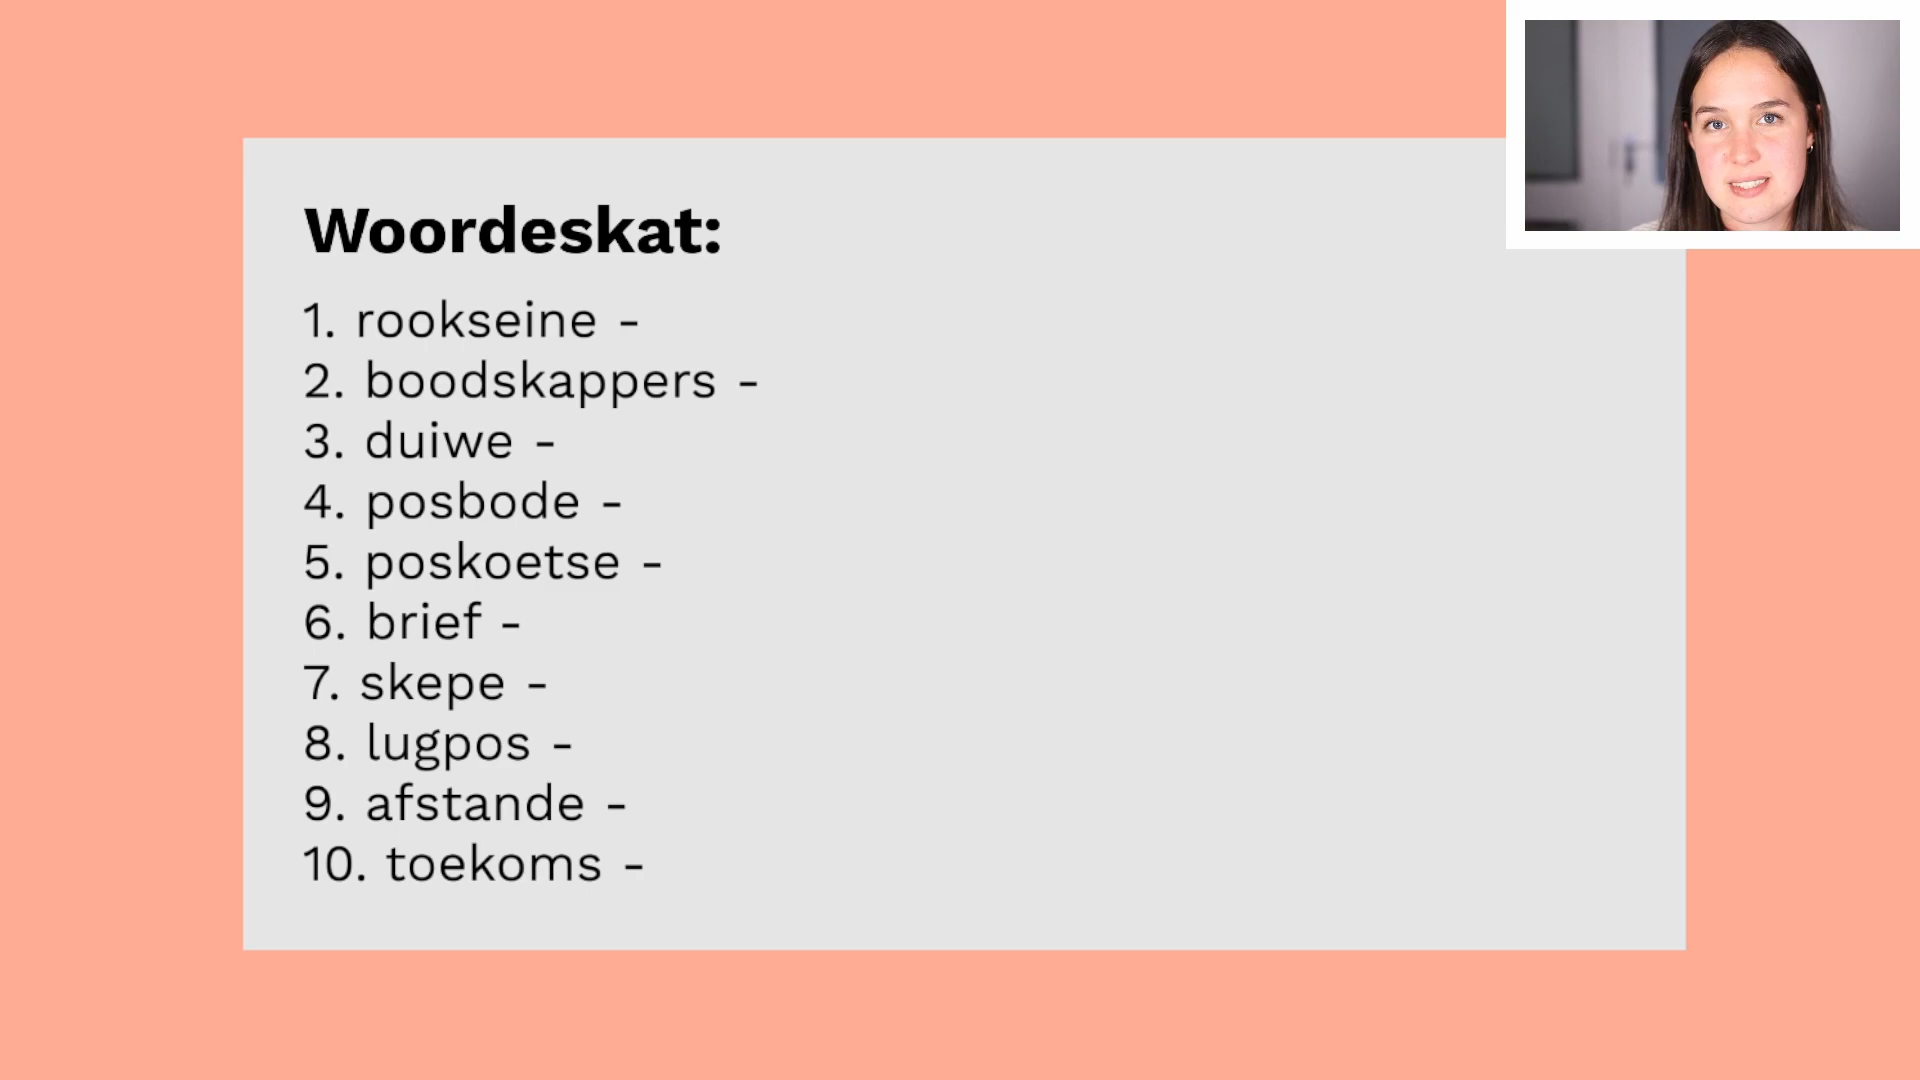 Woordeskat:
1. rookseine -
2. boodskappers -
3. duiwe -
4. posbode -
5. poskoetse -
6. brief -
7. skepe -
8. lugpos -
9. afstande -
10. toekoms -